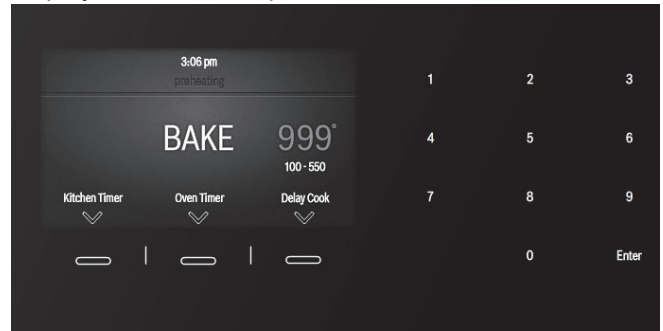 3:06 pm
preheating
BAKE 999°
100 - 550
Kitchen Timer Oven Timer Delay Cook
1 2 3
4 5 6
7 8 9
0 Enter